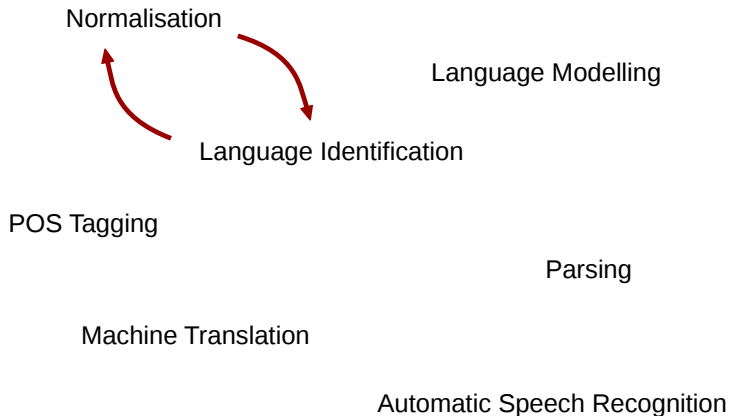 Normalisation
Language Modelling
Language Identification
POS Tagging
Parsing
Machine Translation
Automatic Speech Recognition